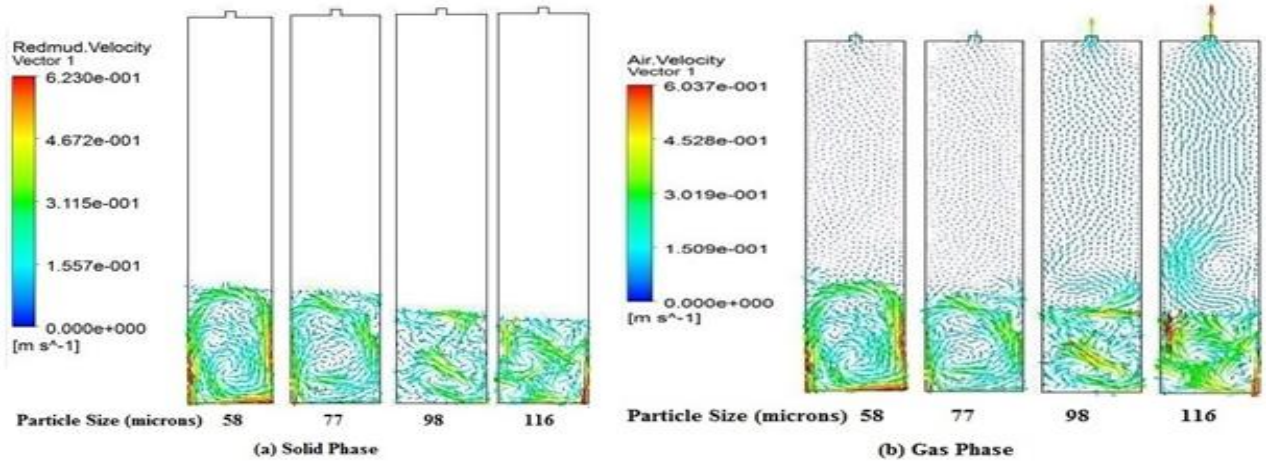 Redmud.Velocity
Vector 1
6.230e-001
4.672e-001
3.115e-001
1.557e-001
0.000e+000
[m s^-1]
Particle Size (microns) 58 77 98 116
(a) Solid Phase
Air.Velocity
Vector 1
6.037e-001
4.528e-001
3.019e-001
1.509e-001
0.000e+000
[m s^-1]
Particle Size (microns) 58 77 98 116
(b) Gas Phase